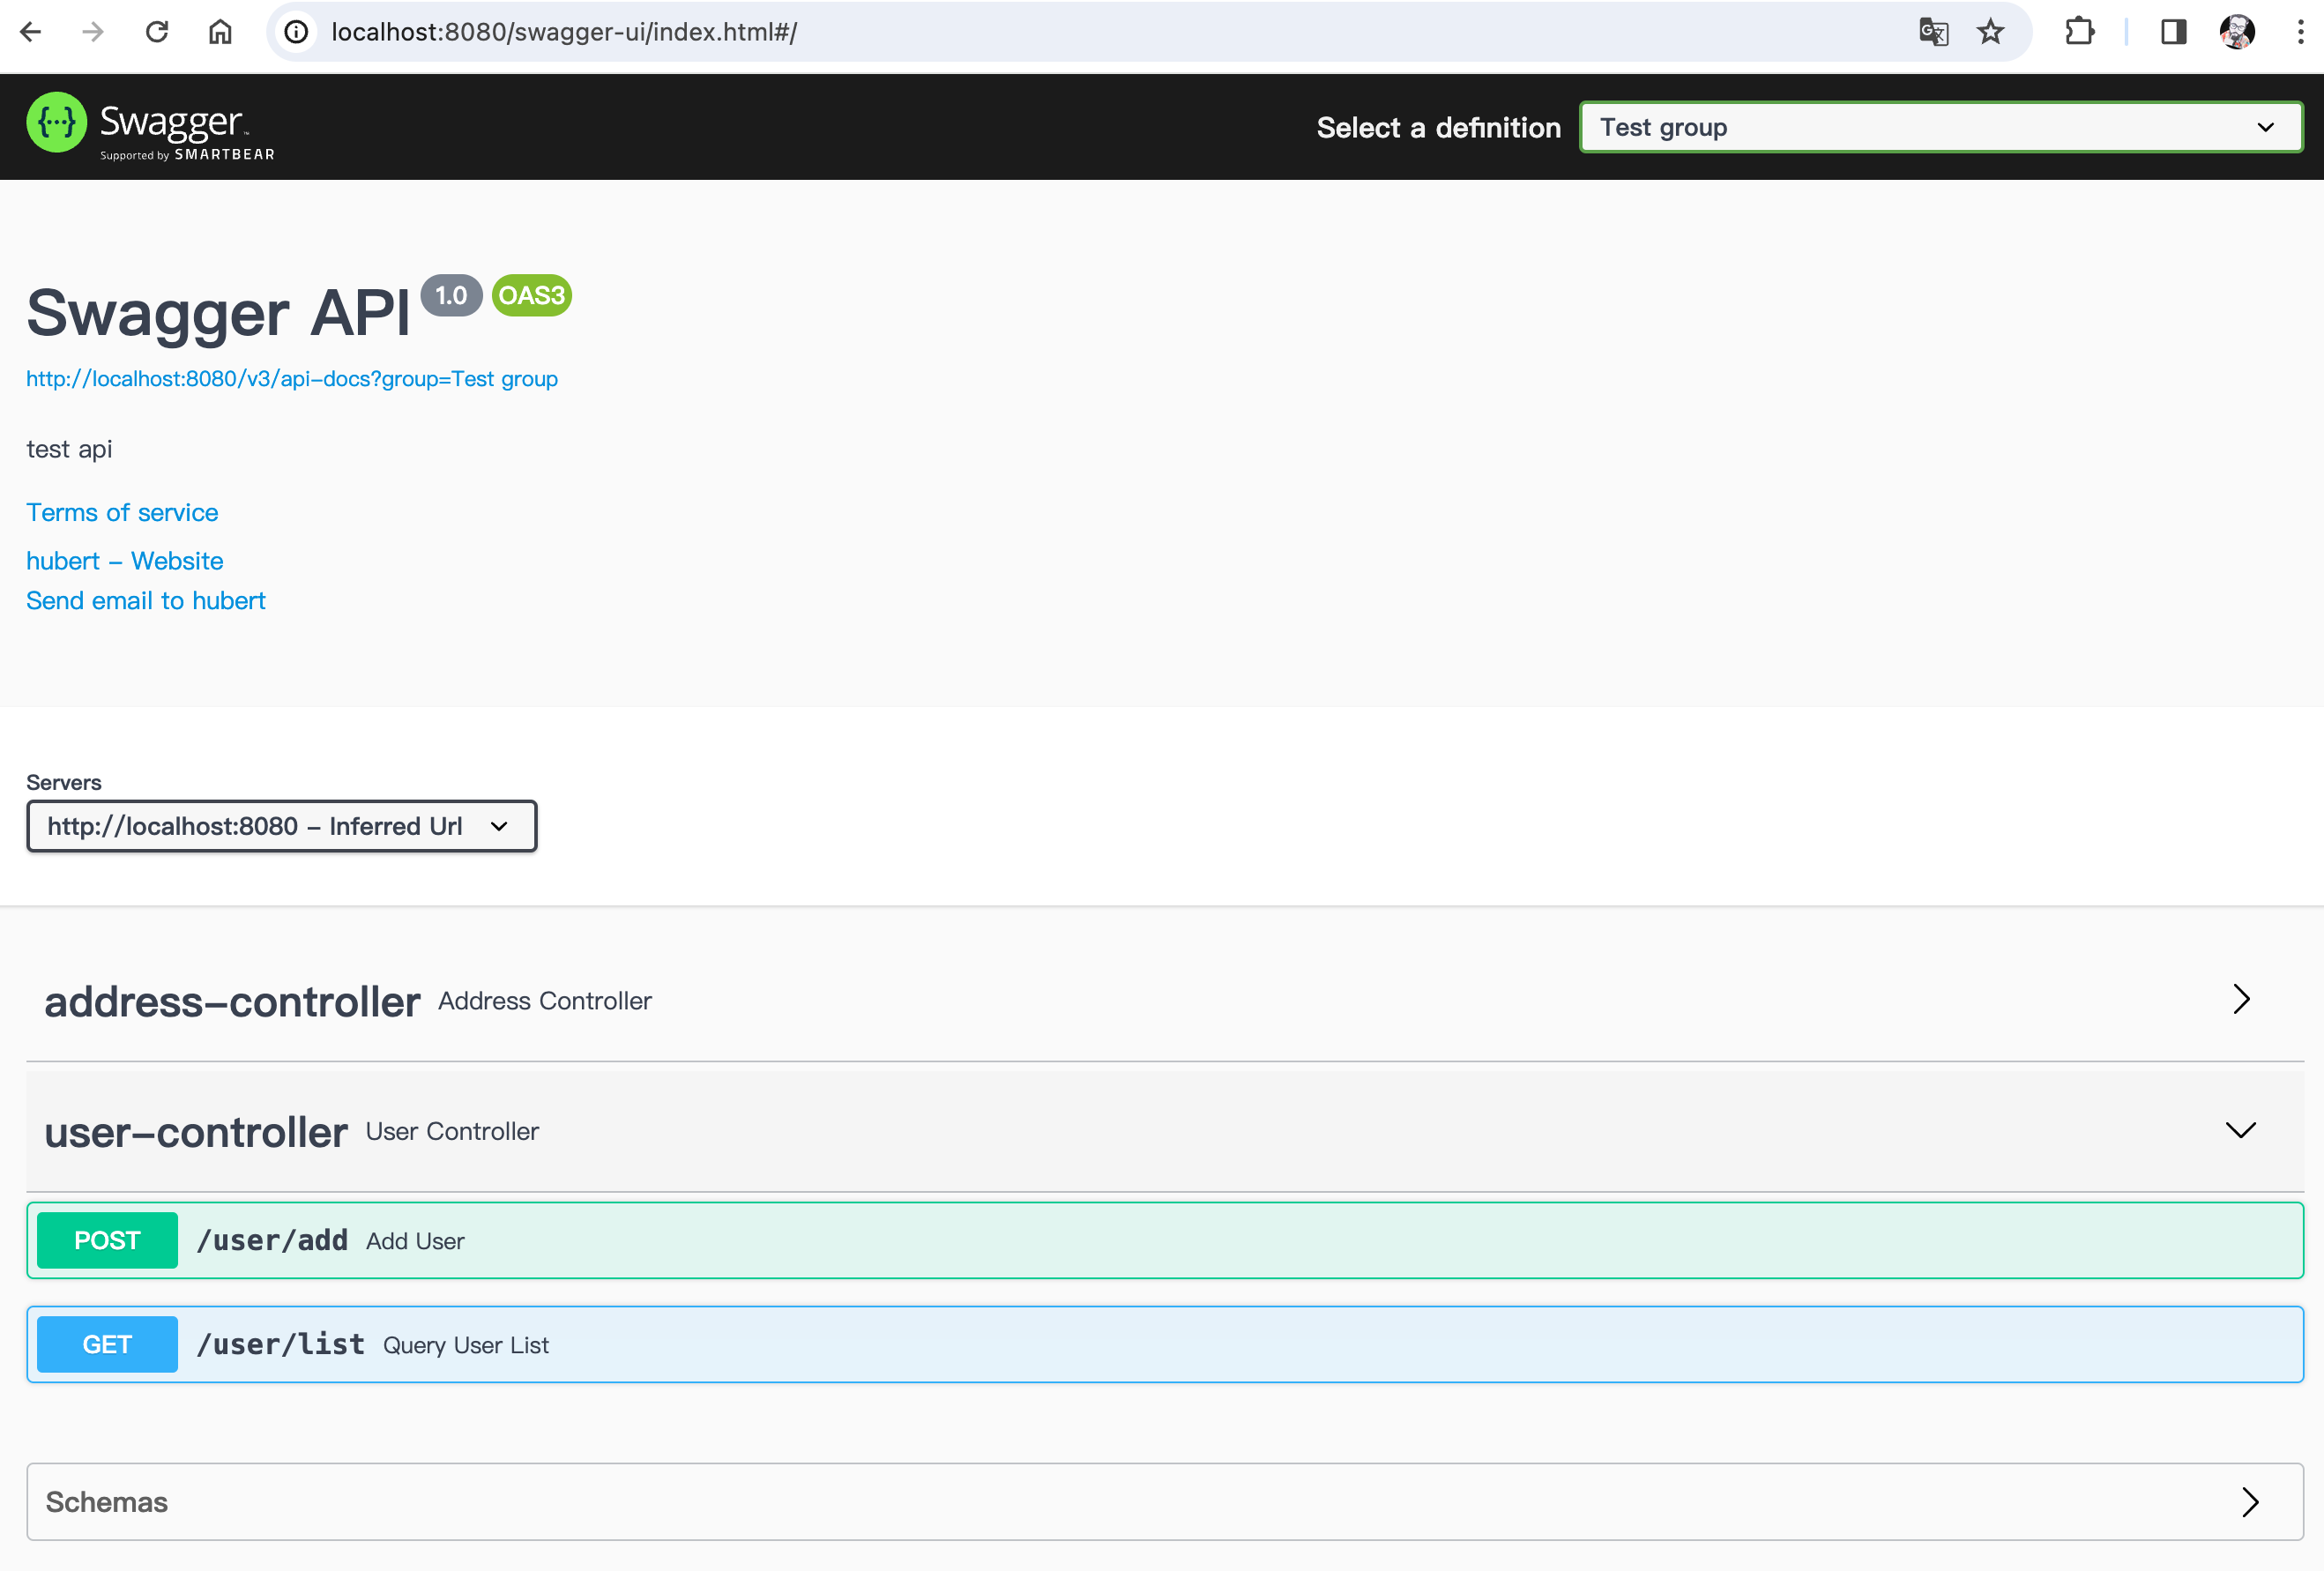 localhost:8080/swagger-ui/index.html#/
Swagger™
Supported by SMARTBEAR
Select a definition
Test group
Swagger API 1.0 OAS3
http://localhost:8080/v3/api-docs?group=Test group
test api
Terms of service
hubert - Website
Send email to hubert
Servers
http://localhost:8080 - Inferred Url
address-controller Address Controller
user-controller User Controller
POST /user/add Add User
GET /user/list Query User List
Schemas